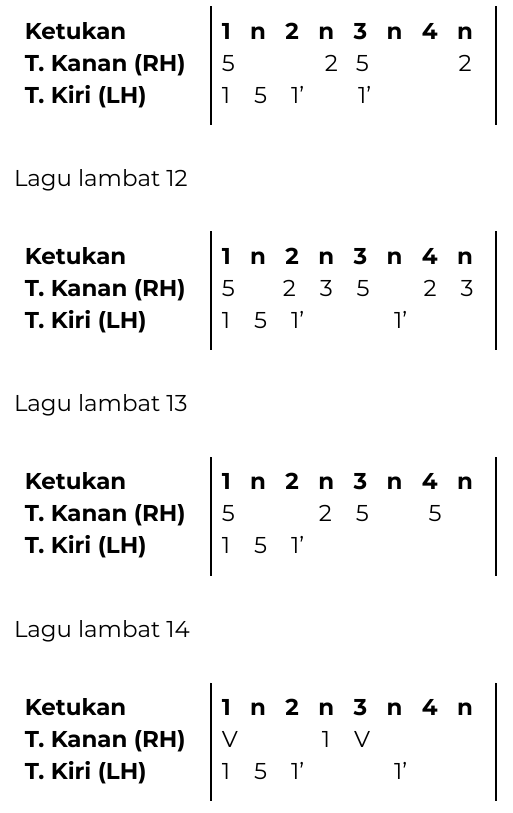 Ketukan 1 n 2 n 3 n 4 n
T. Kanan (RH) 5 2 5 2
T. Kiri (LH) 1 5 1’ 1’
Lagu lambat 12
Ketukan 1 n 2 n 3 n 4 n
T. Kanan (RH) 5 2 3 5 2 3
T. Kiri (LH) 1 5 1’ 1’
Lagu lambat 13
Ketukan 1 n 2 n 3 n 4 n
T. Kanan (RH) 5 2 5 5
T. Kiri (LH) 1 5 1’
Lagu lambat 14
Ketukan 1 n 2 n 3 n 4 n
T. Kanan (RH) V 1 V
T. Kiri (LH) 1 5 1’ 1’